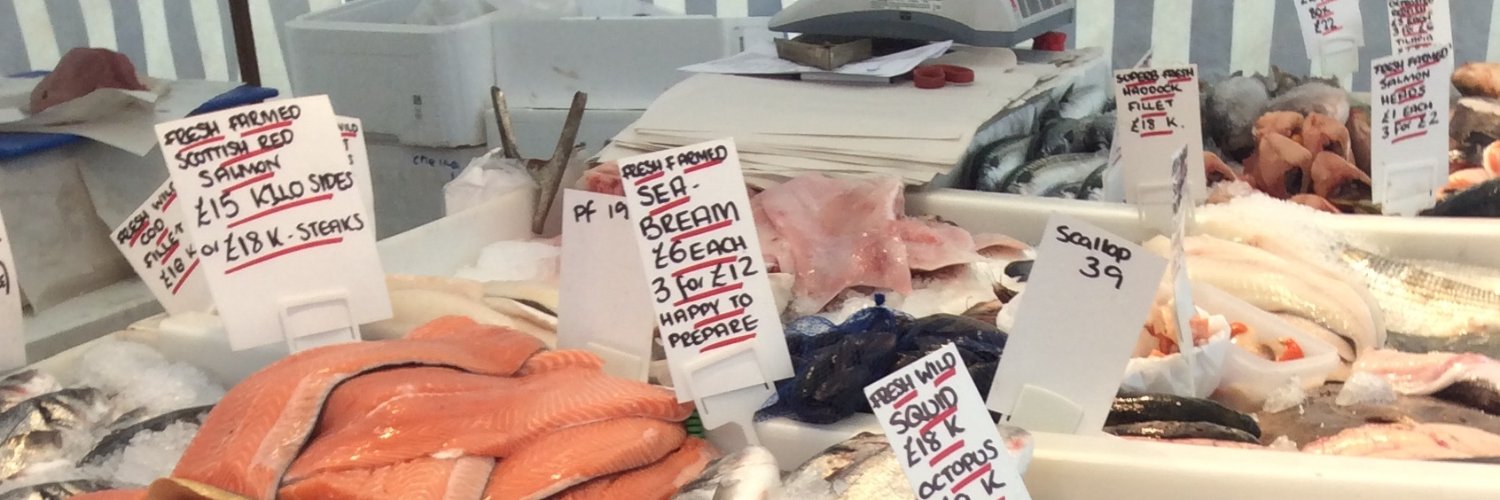 FRESH FARMED
SCOTTISH RED
SALMON
£15 KILO SIDES
or £18 K-STEAKS
FRESH WILD
COD
FILLET
£18 K
Pf 19
FRESH FARMED
SEA-
BREAM
£6 EACH
3 for £12
HAPPY TO
PREPARE
Scallop
39
FRESH WILD
SQUID
£18 K
OCTOPUS
K
SUPERB FRESH
HADDOCK
FILLET
£18 K.
FRESH FARMED
SALMON
HEADS
£1 EACH
3 for £2